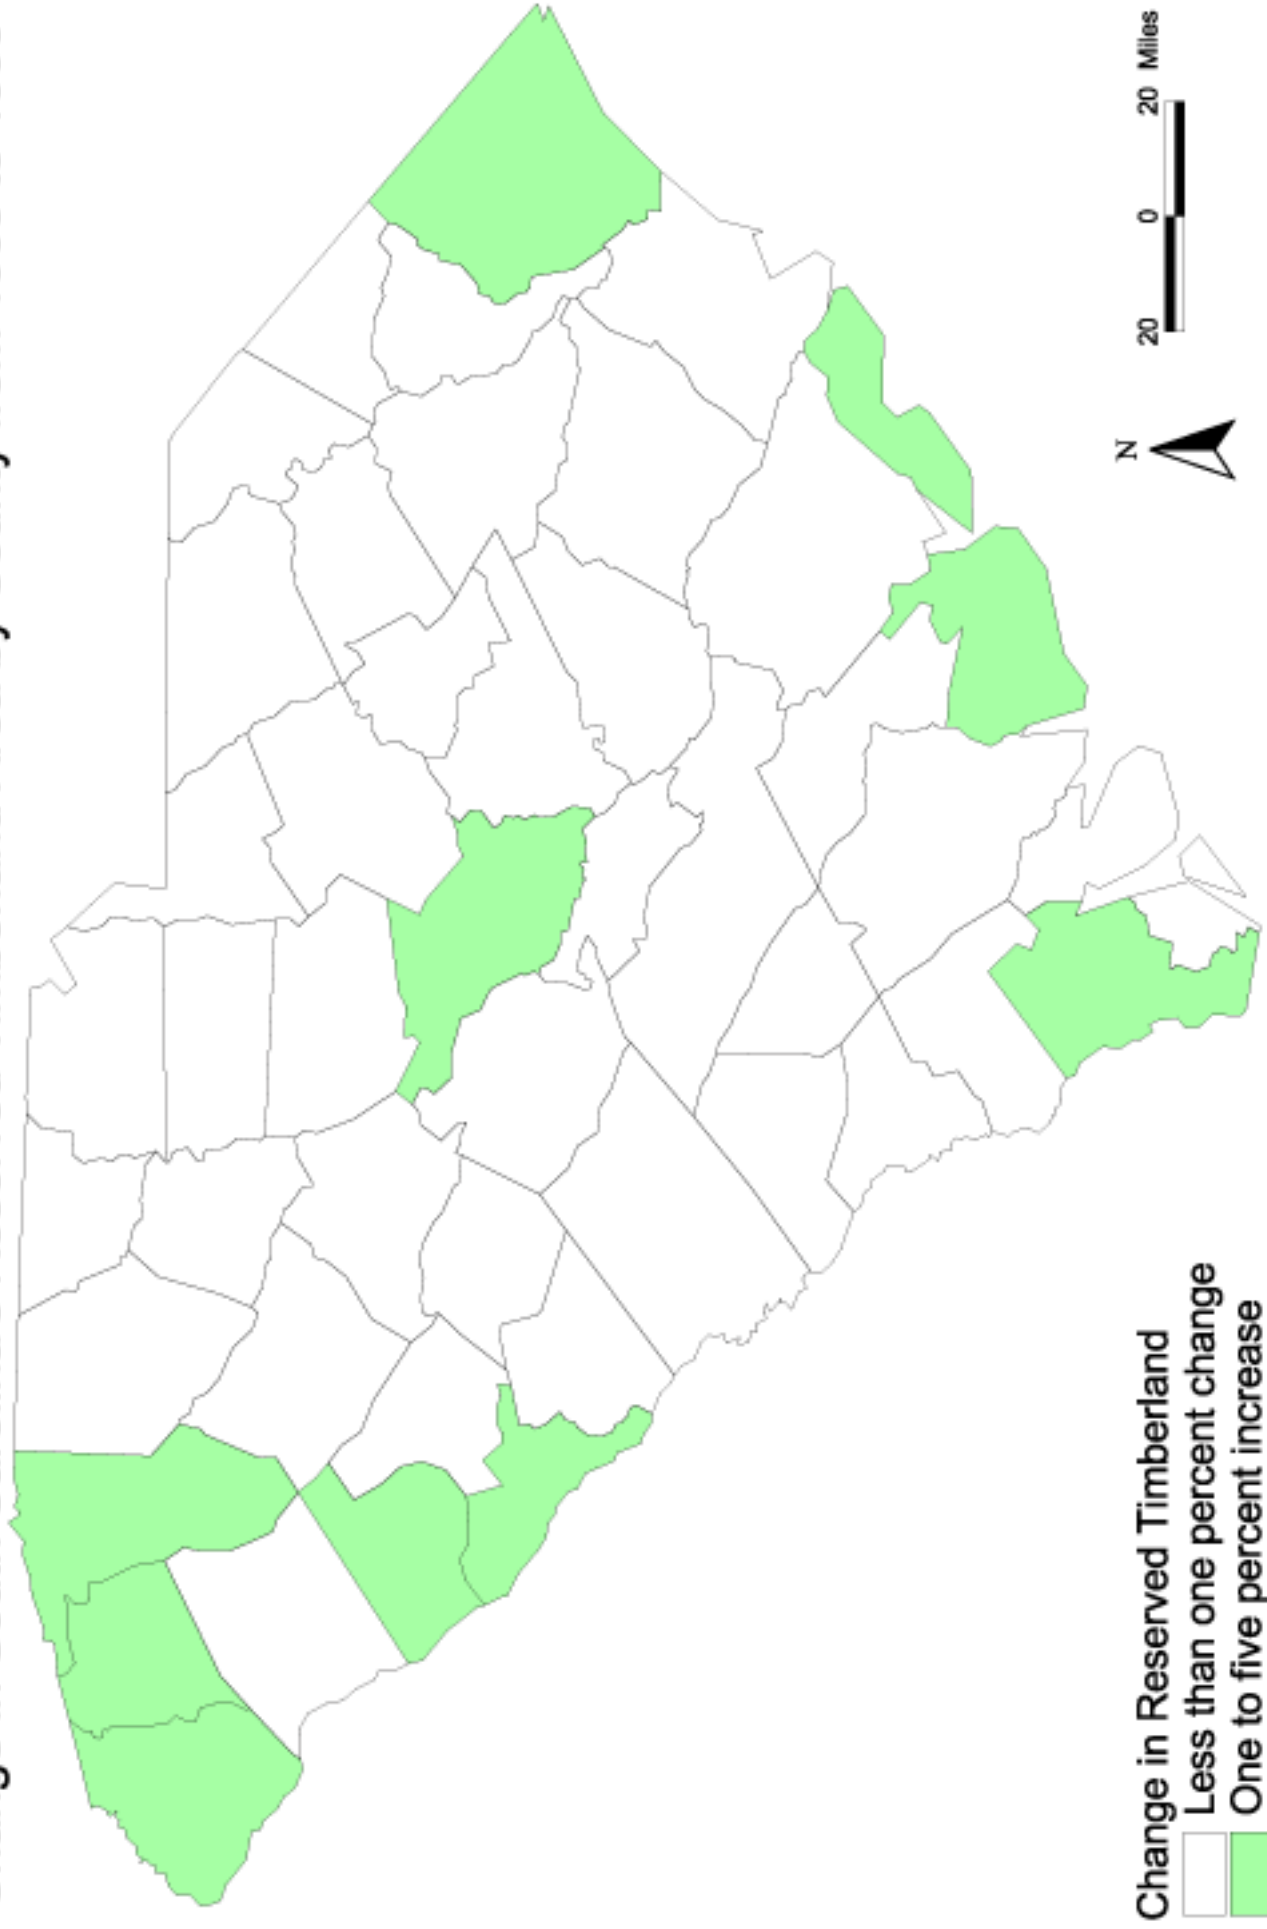 Change in Reserved Timberland
Less than one percent change
One to five percent increase
N
20 0 20 Miles